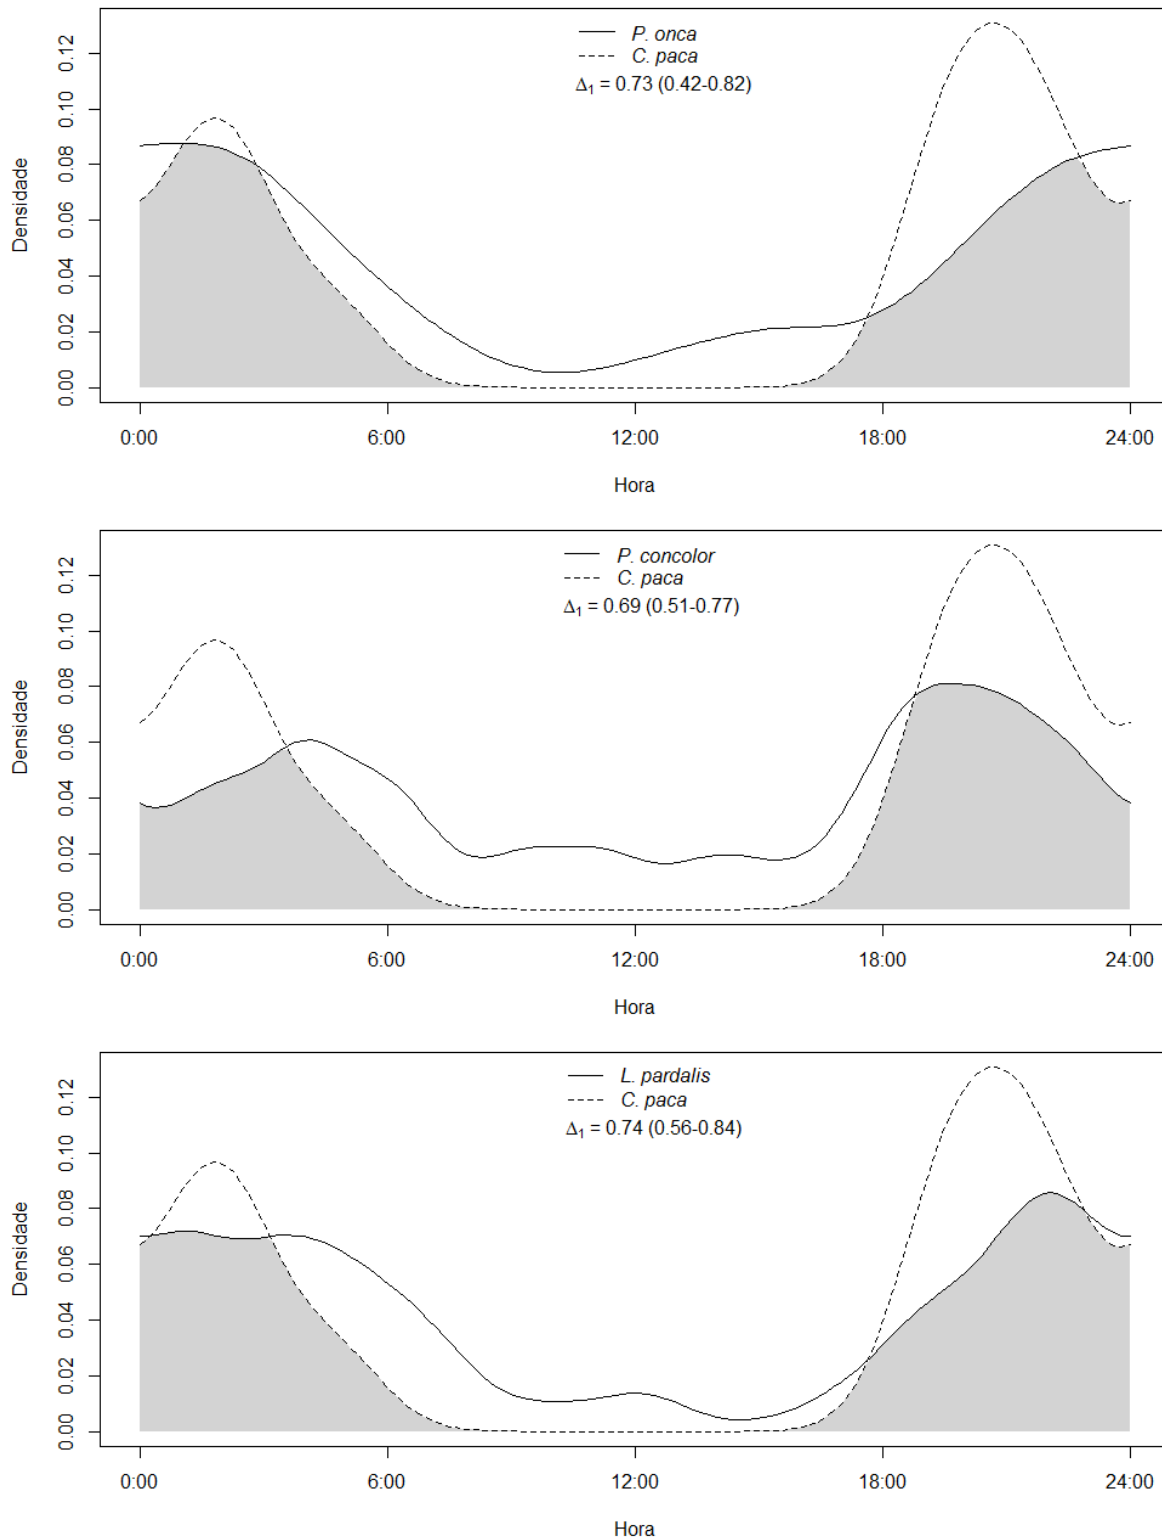 P. onca
C. paca
Δ1 = 0.73 (0.42-0.82)
Densidade
0.12
0.10
0.08
0.06
0.04
0.02
0.00
0:00 6:00 12:00 18:00 24:00
Hora
P. concolor
C. paca
Δ1 = 0.69 (0.51-0.77)
Densidade
0.12
0.10
0.08
0.06
0.04
0.02
0.00
0:00 6:00 12:00 18:00 24:00
Hora
L. pardalis
C. paca
Δ1 = 0.74 (0.56-0.84)
Densidade
0.12
0.10
0.08
0.06
0.04
0.02
0.00
0:00 6:00 12:00 18:00 24:00
Hora